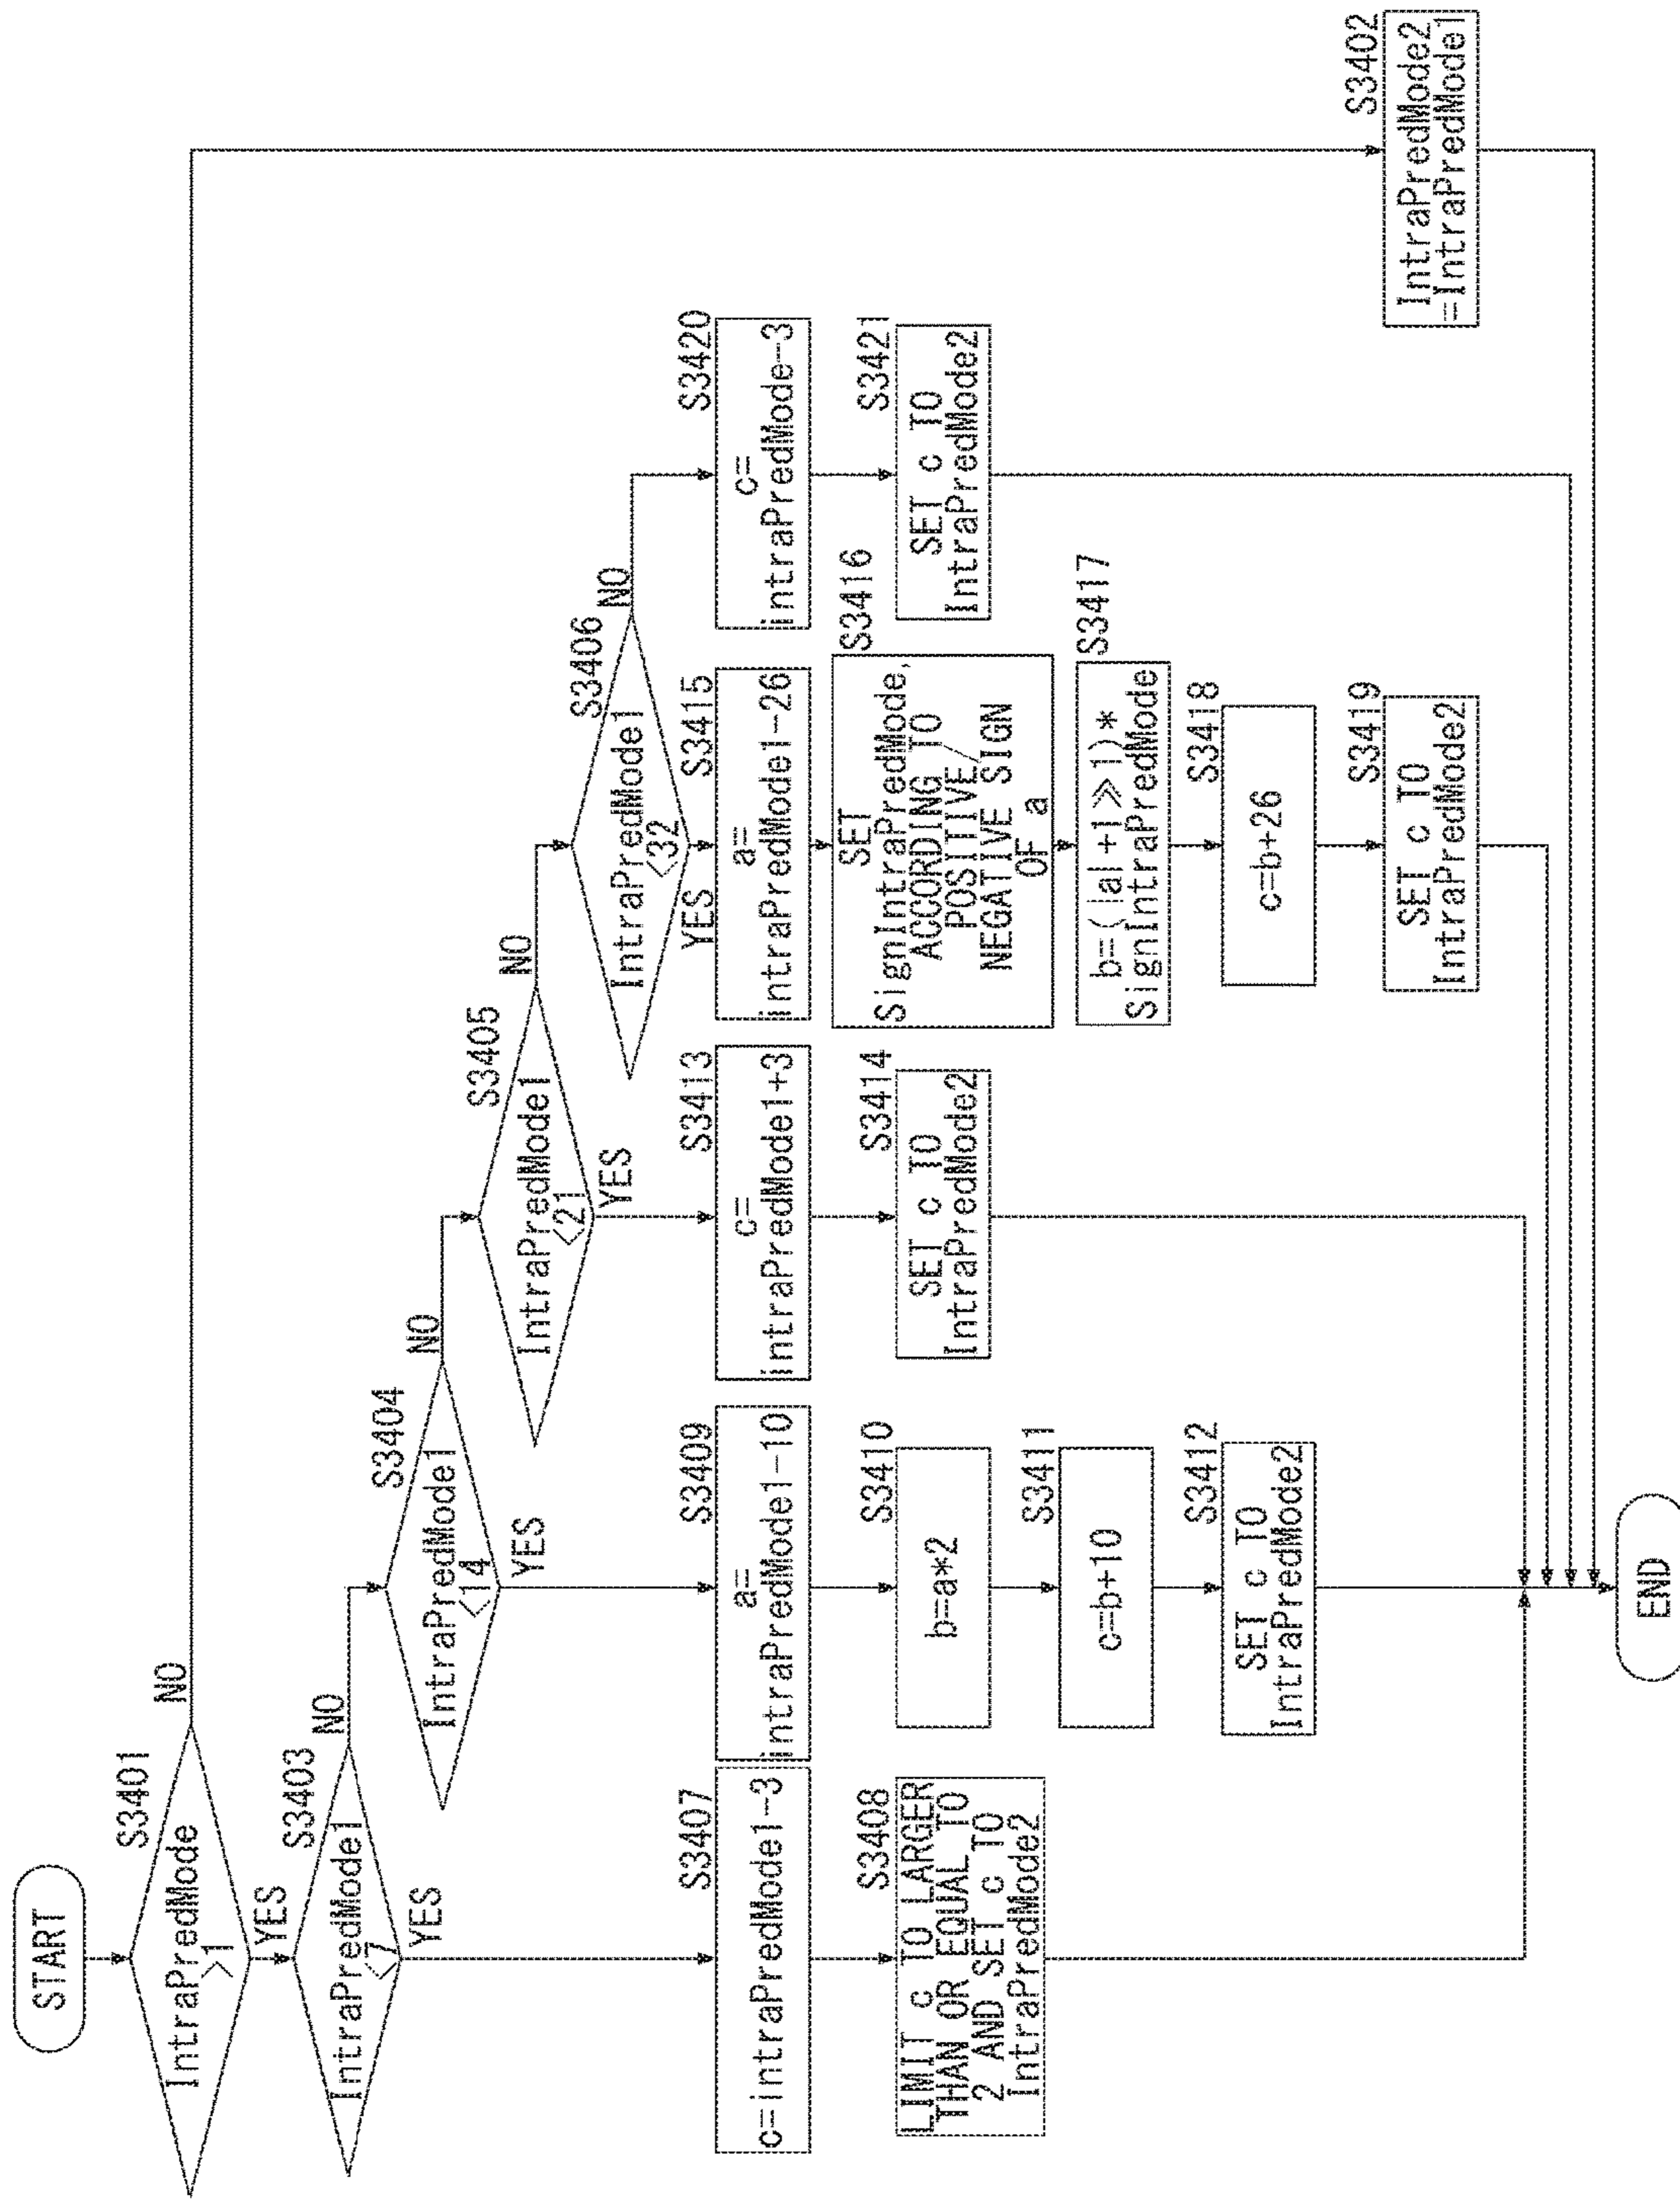 START
S3401
IntraPredMode
>1
NO
YES
S3403
IntraPredMode1
<7
NO
YES
S3404
IntraPredMode1
<14
NO
YES
S3405
IntraPredMode1
<21
NO
YES
S3406
IntraPredMode1
<32
NO
YES
S3407
c=intraPredMode1-3
S3408
LIMIT c TO LARGER
THAN OR EQUAL TO
2 AND SET c TO
IntraPredMode2
S3409
a=
intraPredMode1-10
S3410
b=a*2
S3411
c=b+10
S3412
SET c TO
IntraPredMode2
S3413
c=
intraPredMode1+3
S3414
SET c TO
IntraPredMode2
S3415
a=
intraPredMode1-26
S3416
SET
SignIntraPredMode,
ACCORDING TO
POSITIVE/
NEGATIVE SIGN
OF a
S3417
b=(|a|+1≫1)*
SignIntraPredMode
S3418
c=b+26
S3419
SET c TO
IntraPredMode2
S3420
c=
intraPredMode-3
S3421
SET c TO
IntraPredMode2
S3402
IntraPredMode2
=IntraPredMode1
END